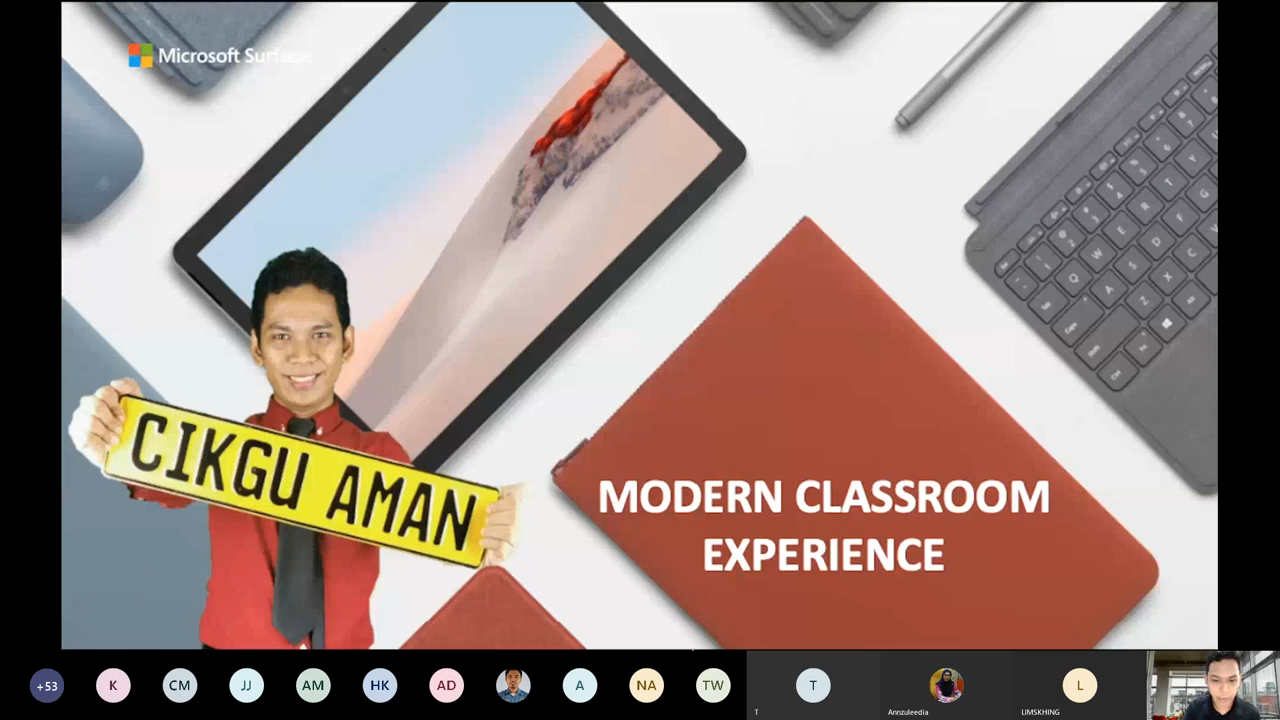 Microsoft Surface
CIKGU AMAN
MODERN CLASSROOM
EXPERIENCE
+53
K
CM
JJ
AM
HK
AD
A
NA
TW
T
L
T
Annzuleedia
LIMSKHING